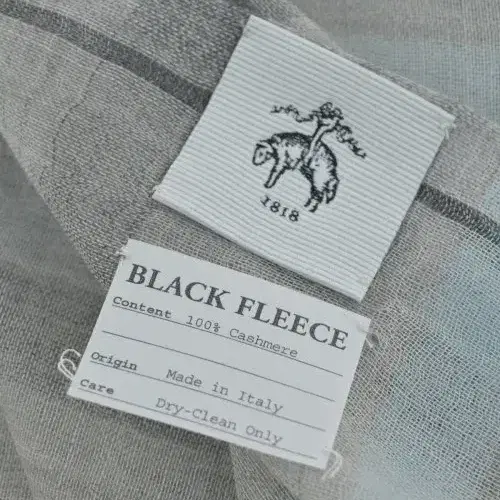 1818
BLACK FLEECE
Content 100% Cashmere
Origin Made in Italy
Care Dry-Clean Only